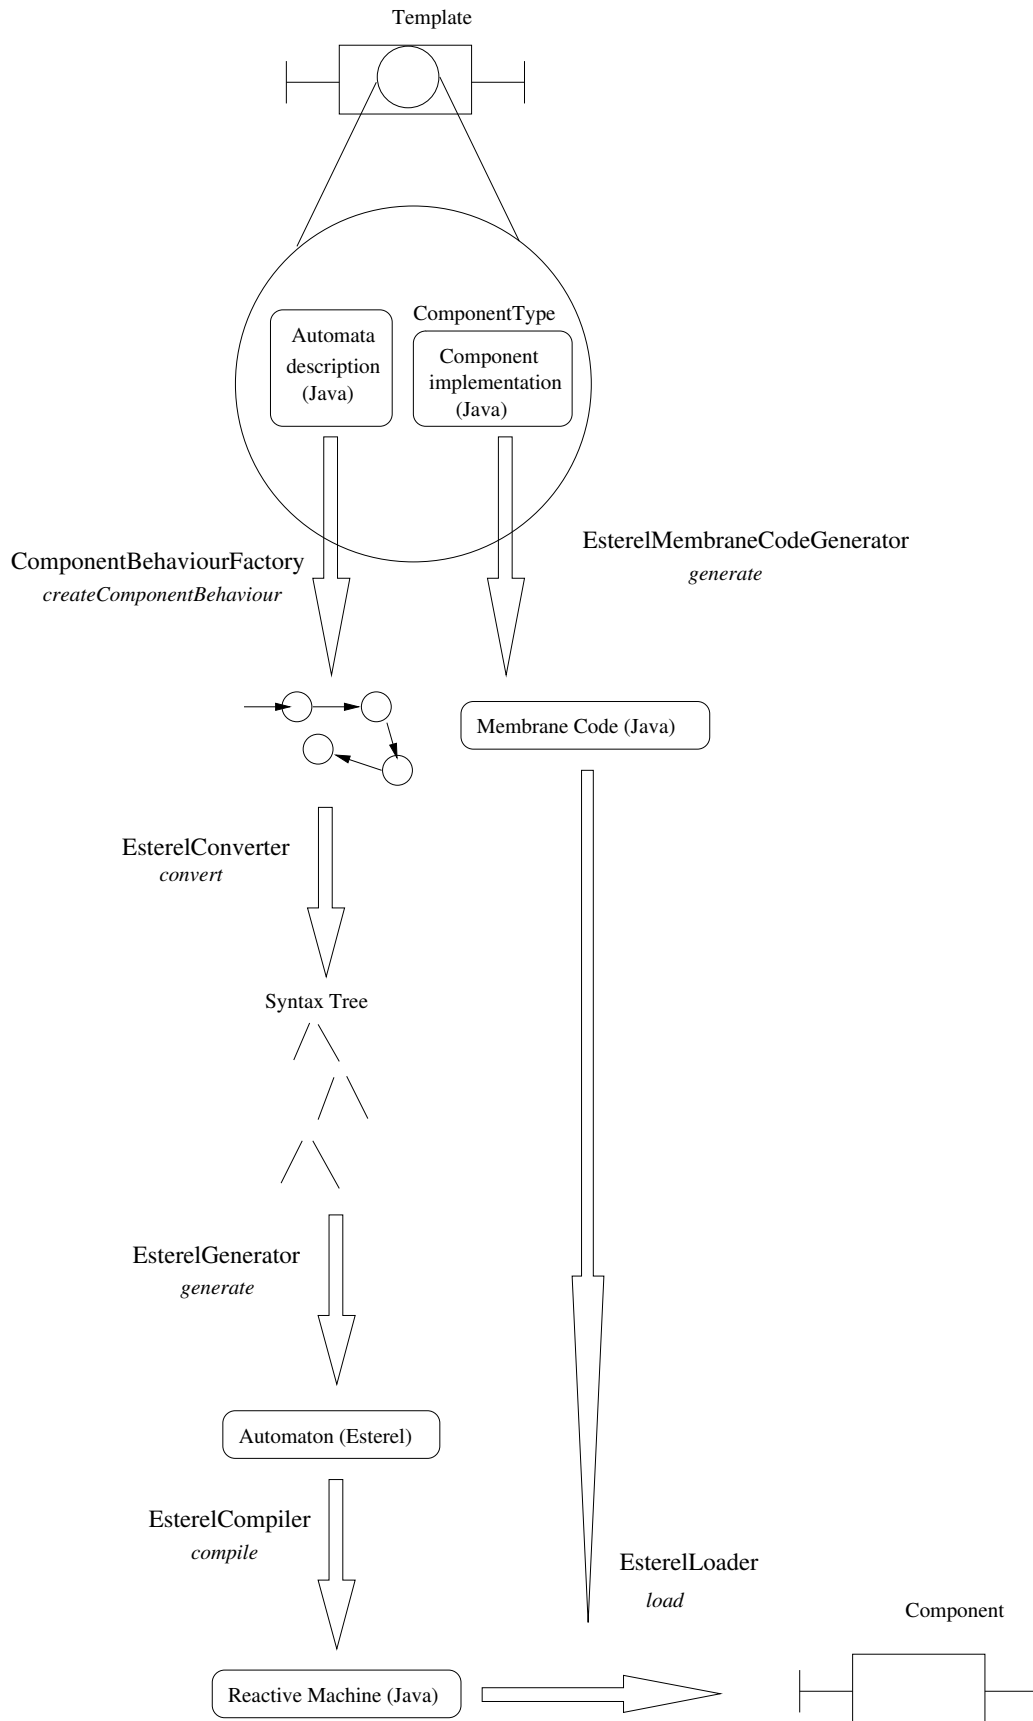 Template
ComponentType
Automata
description
(Java)
Component
implementation
(Java)
EsterelMembraneCodeGenerator
generate
ComponentBehaviourFactory
createComponentBehaviour
Membrane Code (Java)
EsterelConverter
convert
Syntax Tree
EsterelGenerator
generate
Automaton (Esterel)
EsterelCompiler
compile
EsterelLoader
load
Component
Reactive Machine (Java)